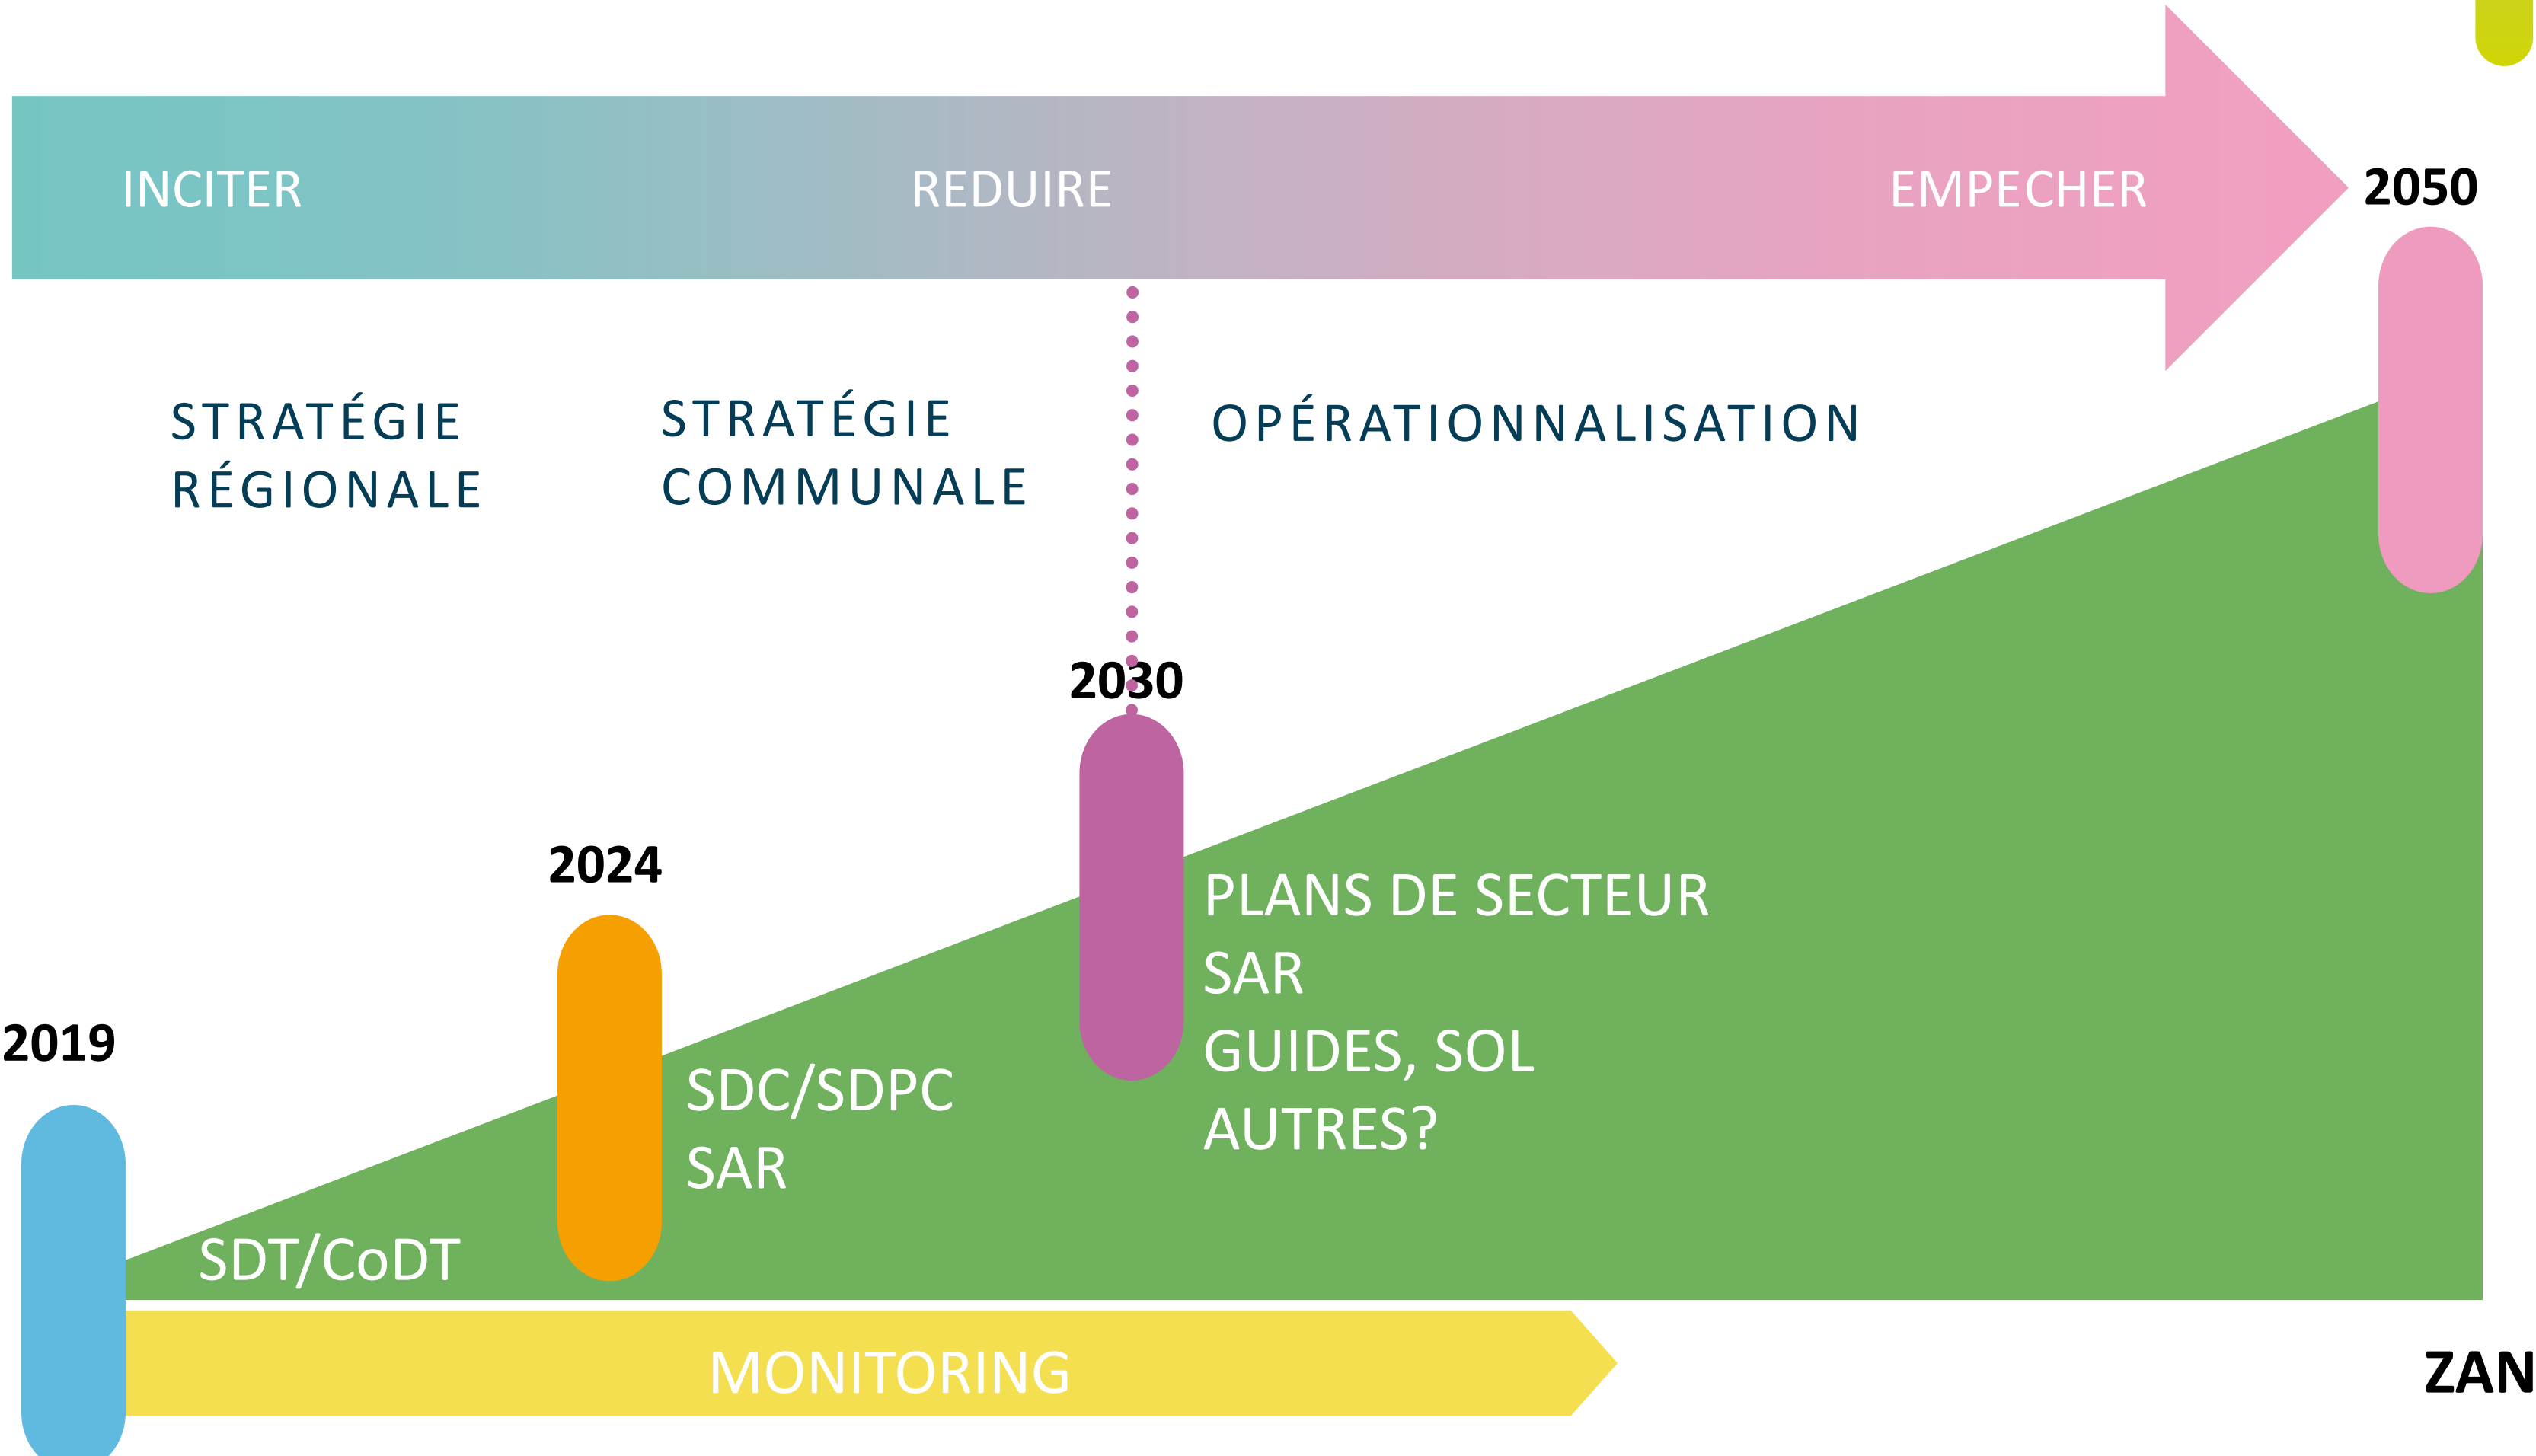 INCITER
REDUIRE
EMPECHER
2050
STRATÉGIE
RÉGIONALE
STRATÉGIE
COMMUNALE
OPÉRATIONNALISATION
2030
2024
2019
PLANS DE SECTEUR
SAR
GUIDES, SOL
AUTRES?
SDC/SDPC
SAR
SDT/CoDT
MONITORING
ZAN